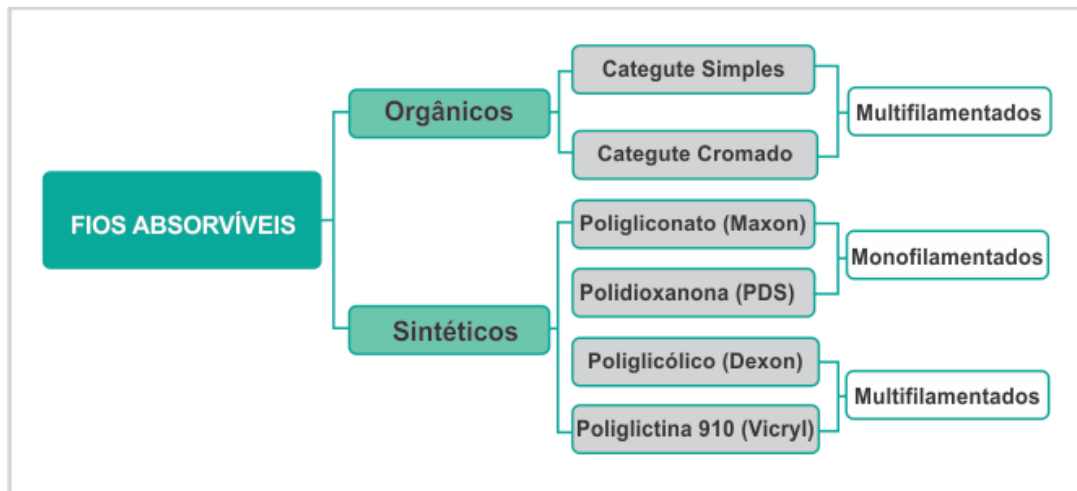 FIOS ABSORVÍVEIS
Orgânicos
Categute Simples
Categute Cromado
Multifilamentados
Sintéticos
Poligliconato (Maxon)
Polidioxanona (PDS)
Monofilamentados
Poliglicólico (Dexon)
Poliglictina 910 (Vicryl)
Multifilamentados